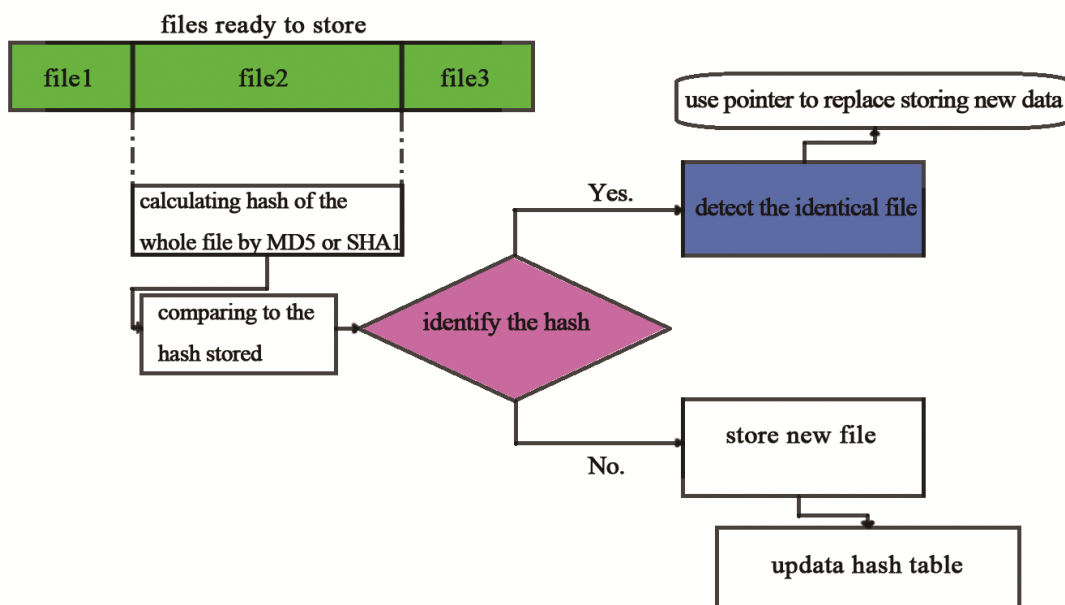 files ready to store
file1
file2
file3
use pointer to replace storing new data
calculating hash of the
whole file by MD5 or SHA1
Yes.
detect the identical file
comparing to the
hash stored
identify the hash
No.
store new file
updata hash table